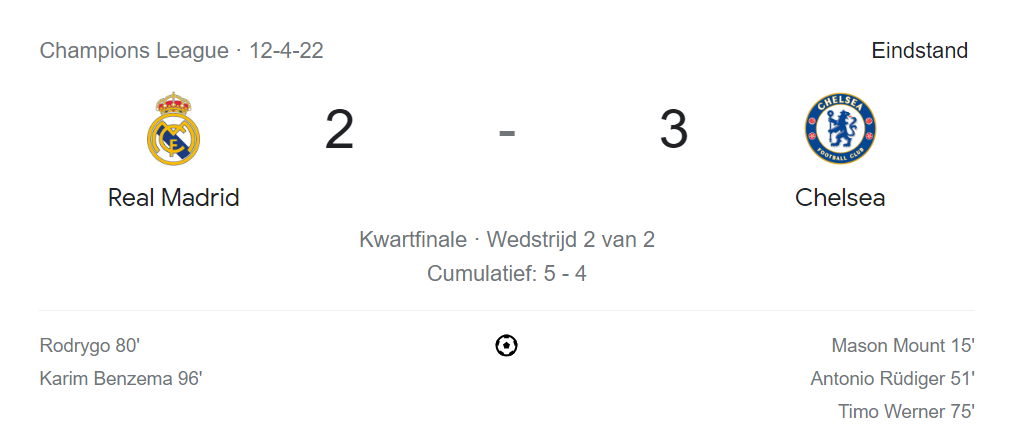 Champions League · 12-4-22
Eindstand
2 - 3
CHELSEA
FOOTBALL CLUB
Real Madrid
Chelsea
Kwartfinale · Wedstrijd 2 van 2
Cumulatief: 5 - 4
Rodrygo 80'
Mason Mount 15'
Karim Benzema 96'
Antonio Rüdiger 51'
Timo Werner 75'